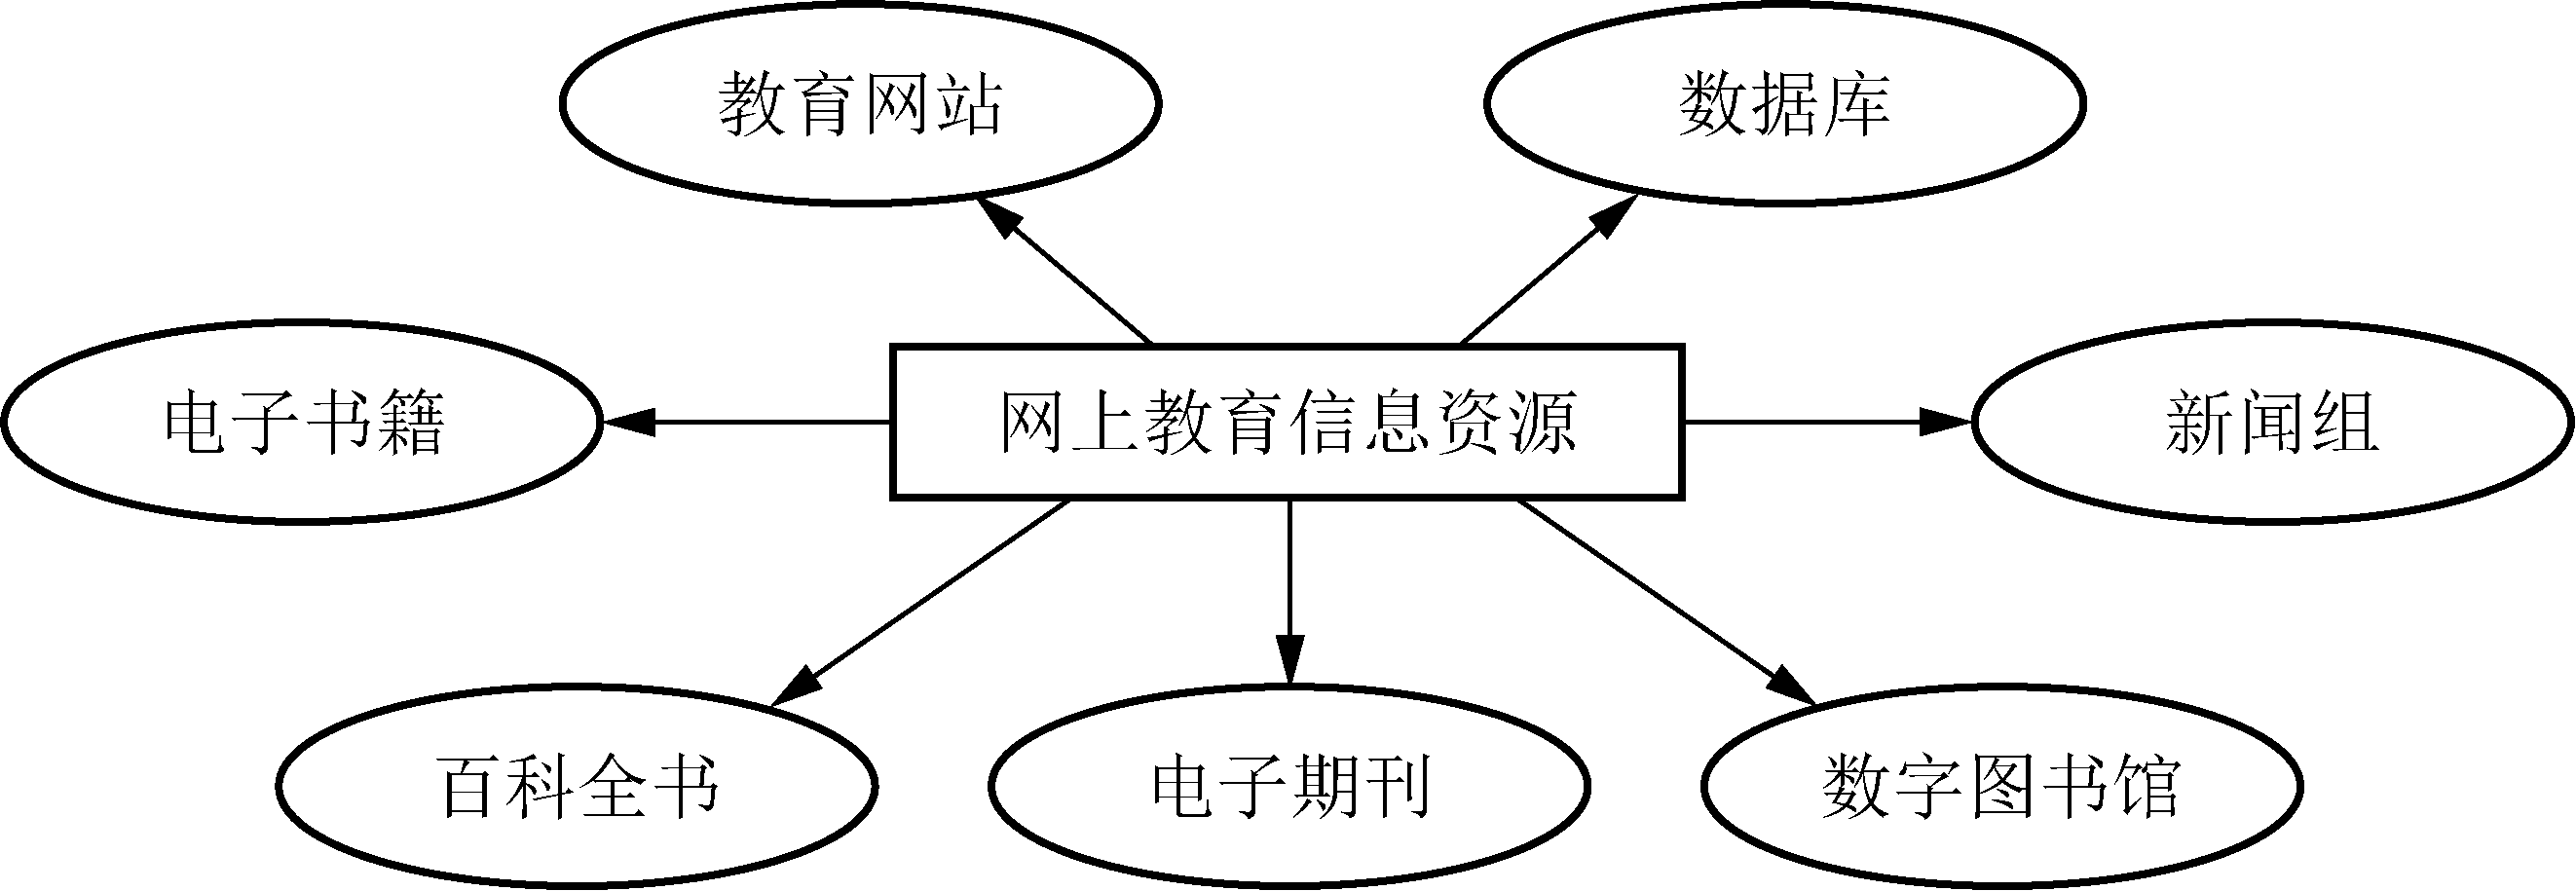 教育网站
数据库
电子书籍
网上教育信息资源
新闻组
百科全书
电子期刊
数字图书馆